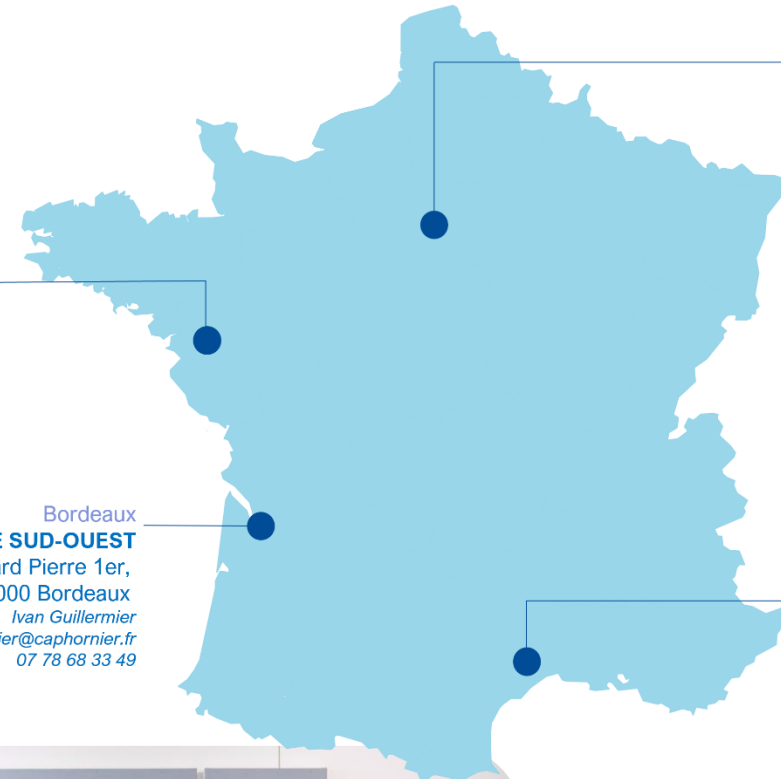 Bordeaux
E SUD-OUEST
rd Pierre 1er,
000 Bordeaux
Ivan Guillermier
ier@caphornier.fr
07 78 68 33 49